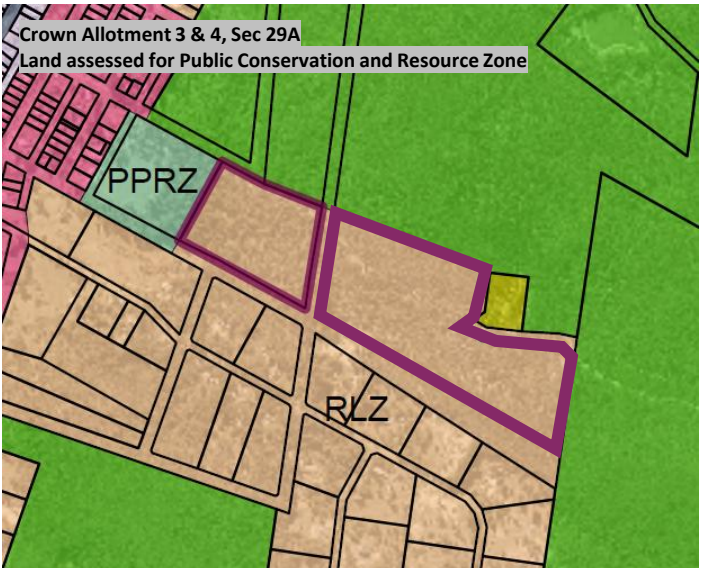 Crown Allotment 3 & 4, Sec 29A
Land assessed for Public Conservation and Resource Zone
PPRZ
RLZ